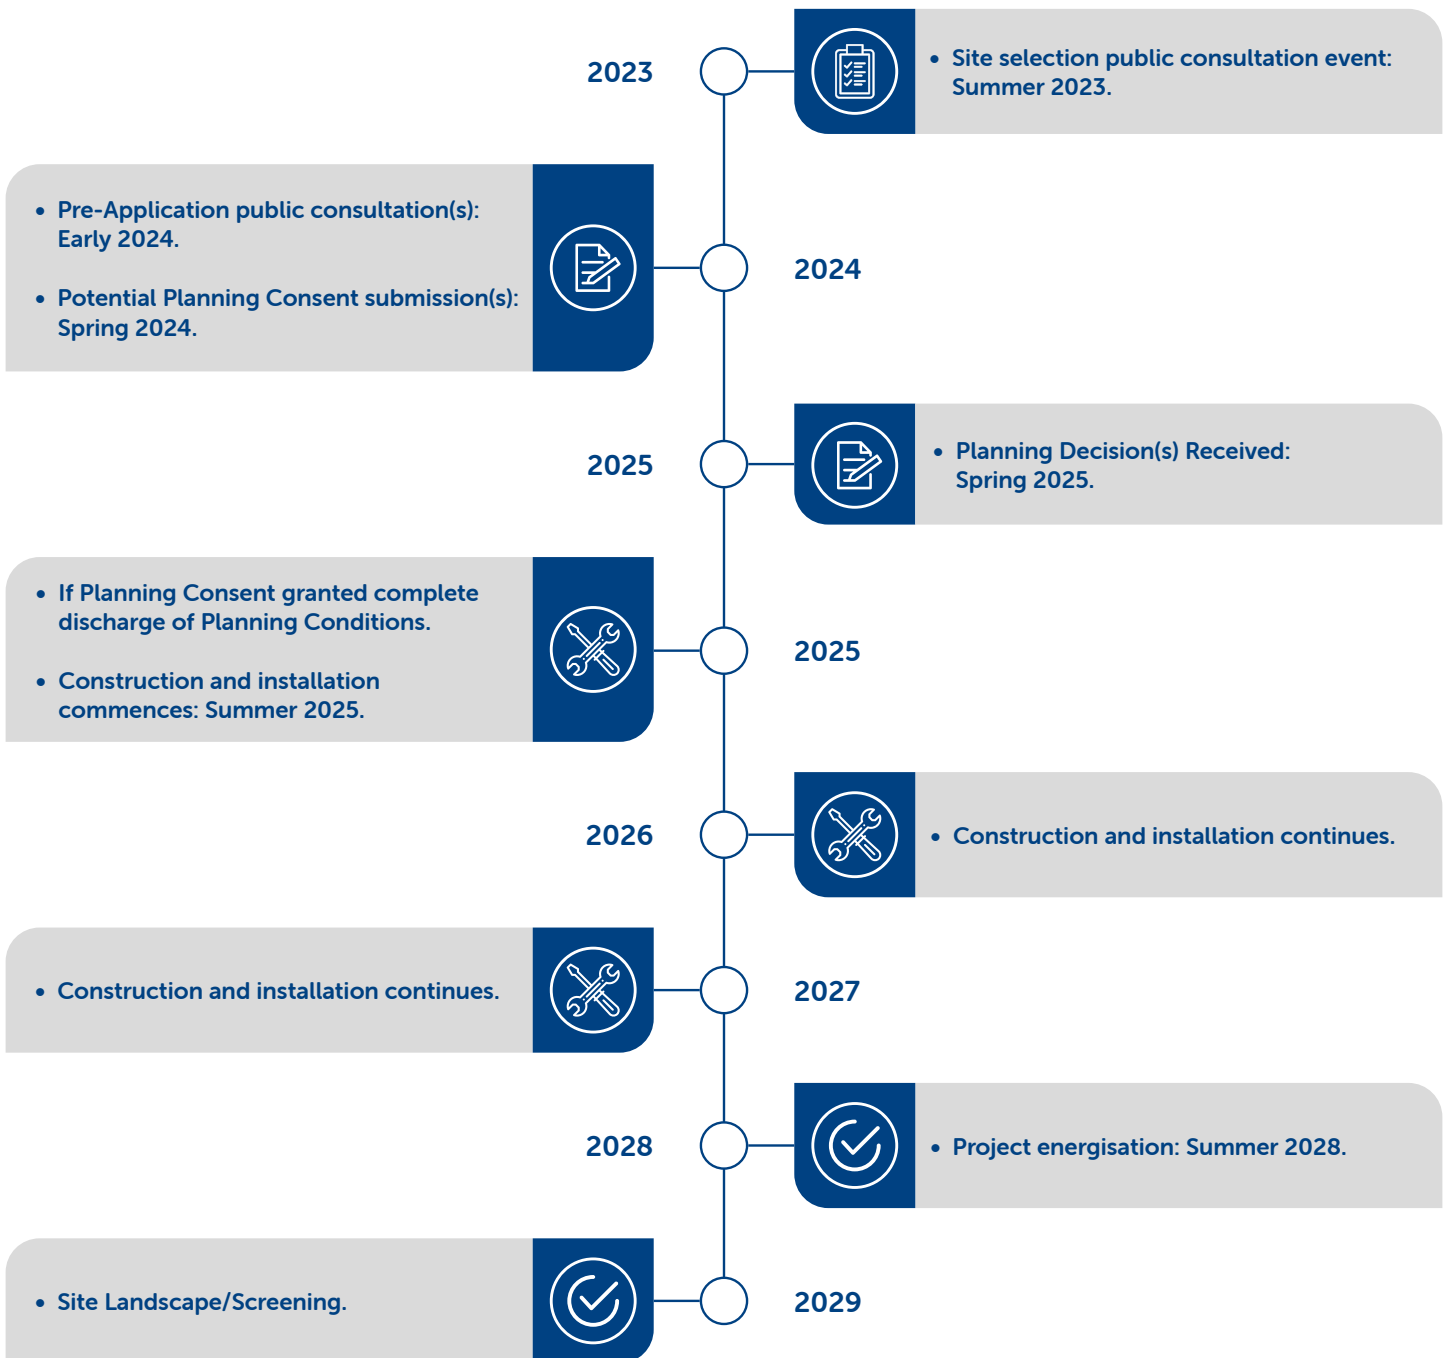 2023
• Site selection public consultation event:
Summer 2023.
• Pre-Application public consultation(s):
Early 2024.
• Potential Planning Consent submission(s):
Spring 2024.
2024
2025
• Planning Decision(s) Received:
Spring 2025.
• If Planning Consent granted complete
discharge of Planning Conditions.
• Construction and installation
commences: Summer 2025.
2025
2026
• Construction and installation continues.
• Construction and installation continues.
2027
2028
• Project energisation: Summer 2028.
• Site Landscape/Screening.
2029